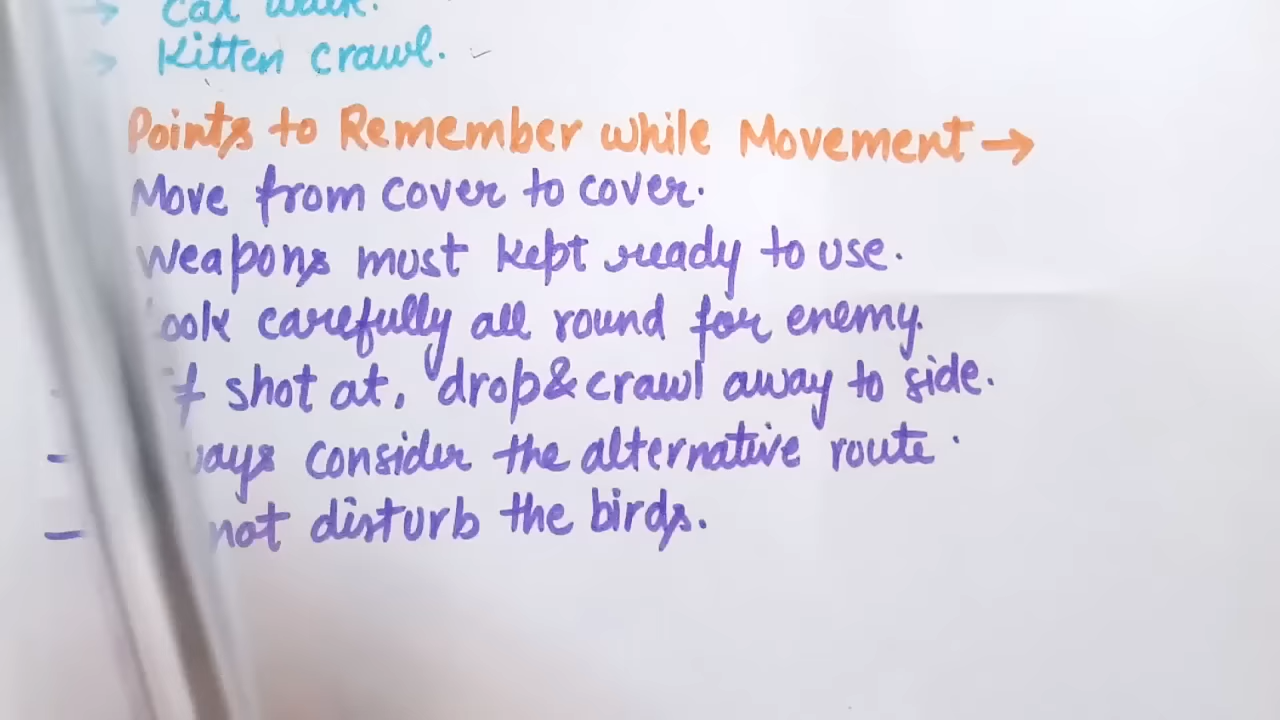 → Cat walk.
→ Kitten crawl.
Points to Remember while Movement →
Move from cover to cover.
Weapons must kept ready to use.
carefully all round for enemy.
shot at, drop & crawl away to side.
- consider the alternative route.
- not disturb the birds.